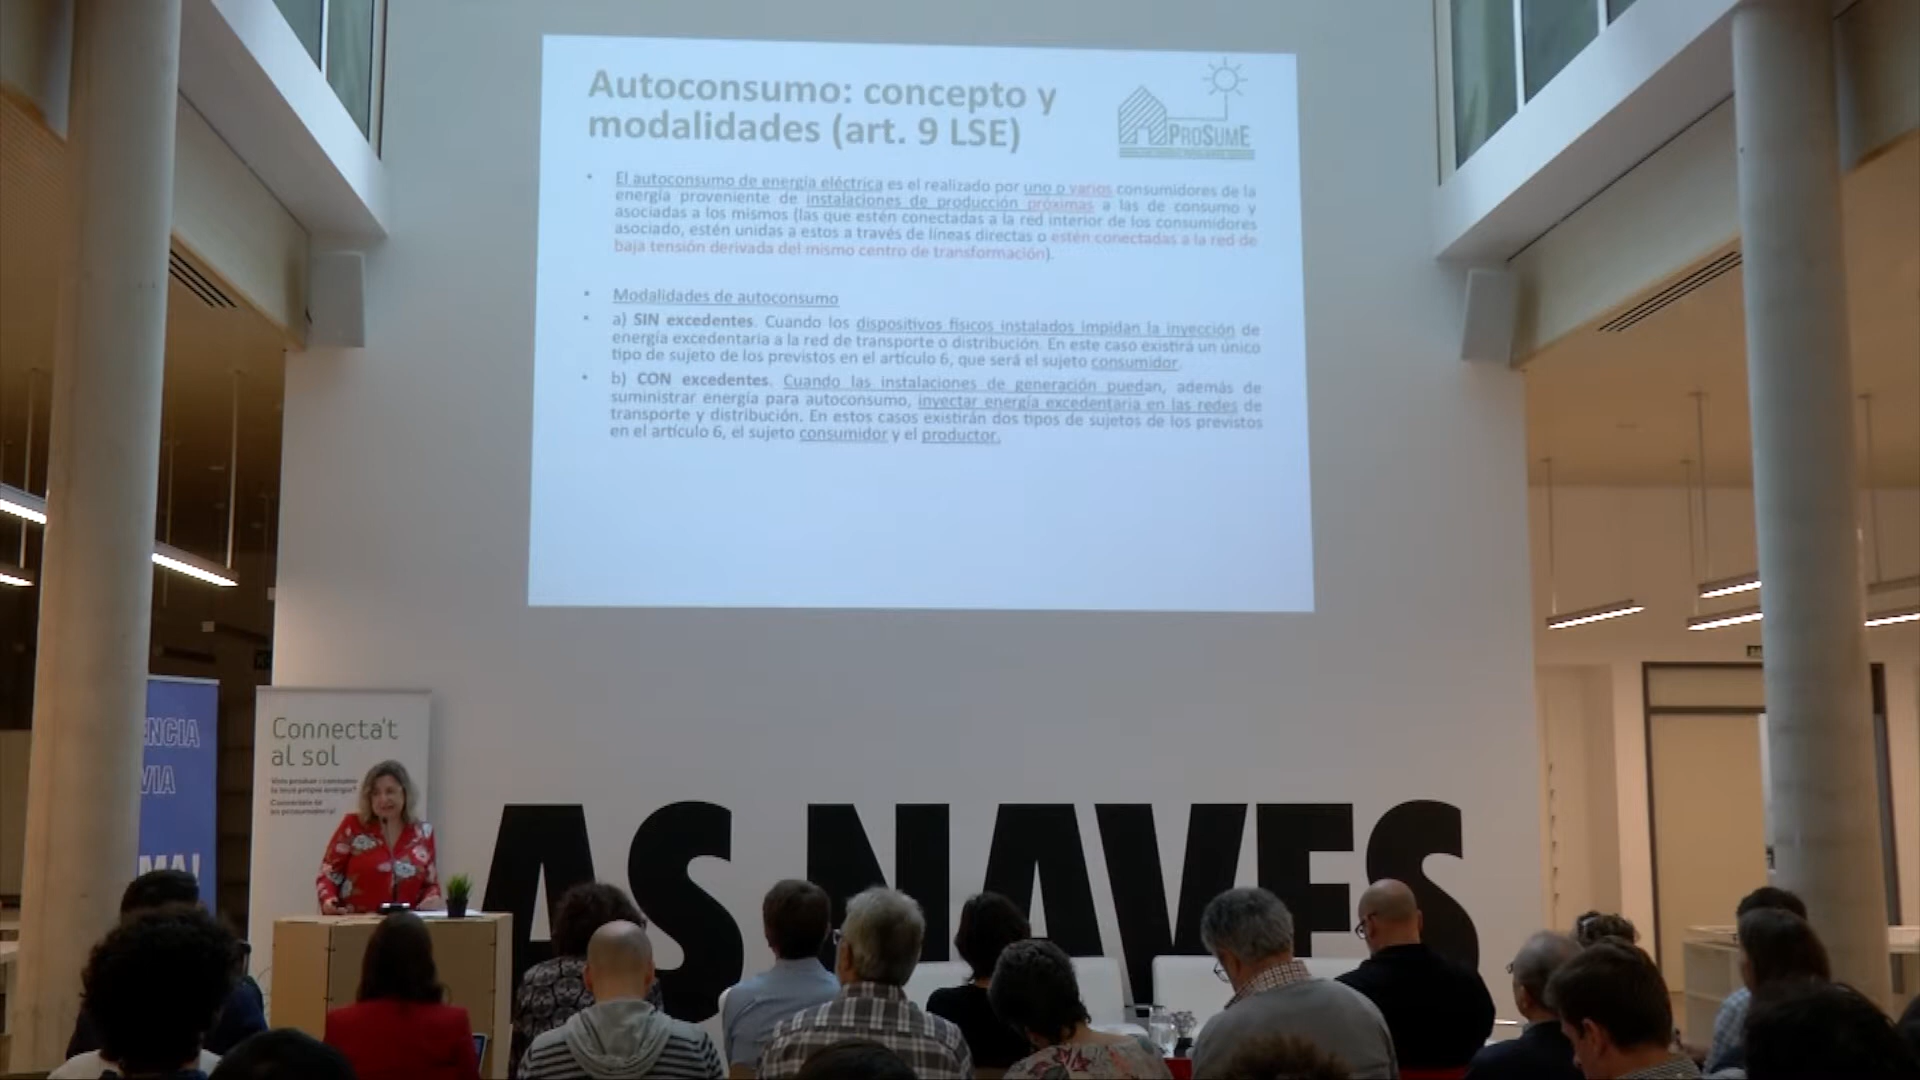 Autoconsumo: concepto y
modalidades (art. 9 LSE)
PROSUME
• El autoconsumo de energía eléctrica es el realizado por uno o varios consumidores de la
energía proveniente de instalaciones de producción próximas a las de consumo y
asociadas a los mismos (las que estén conectadas a la red interior de los consumidores
asociado, estén unidas a estos a través de líneas directas o estén conectadas a la red de
baja tensión derivada del mismo centro de transformación).
• Modalidades de autoconsumo
• a) SIN excedentes. Cuando los dispositivos físicos instalados impidan la inyección de
energía excedentaria a la red de transporte o distribución. En este caso existirá un único
tipo de sujeto de los previstos en el artículo 6, que será el sujeto consumidor.
• b) CON excedentes. Cuando las instalaciones de generación puedan, además de
suministrar energía para autoconsumo, inyectar energía excedentaria en las redes de
transporte y distribución. En estos casos existirán dos tipos de sujetos de los previstos
en el artículo 6, el sujeto consumidor y el productor.
ENCIA
VIA
MA!
Connecta't
al sol
Vols produir i consumir
la teua pròpia energia?
AS NAVES